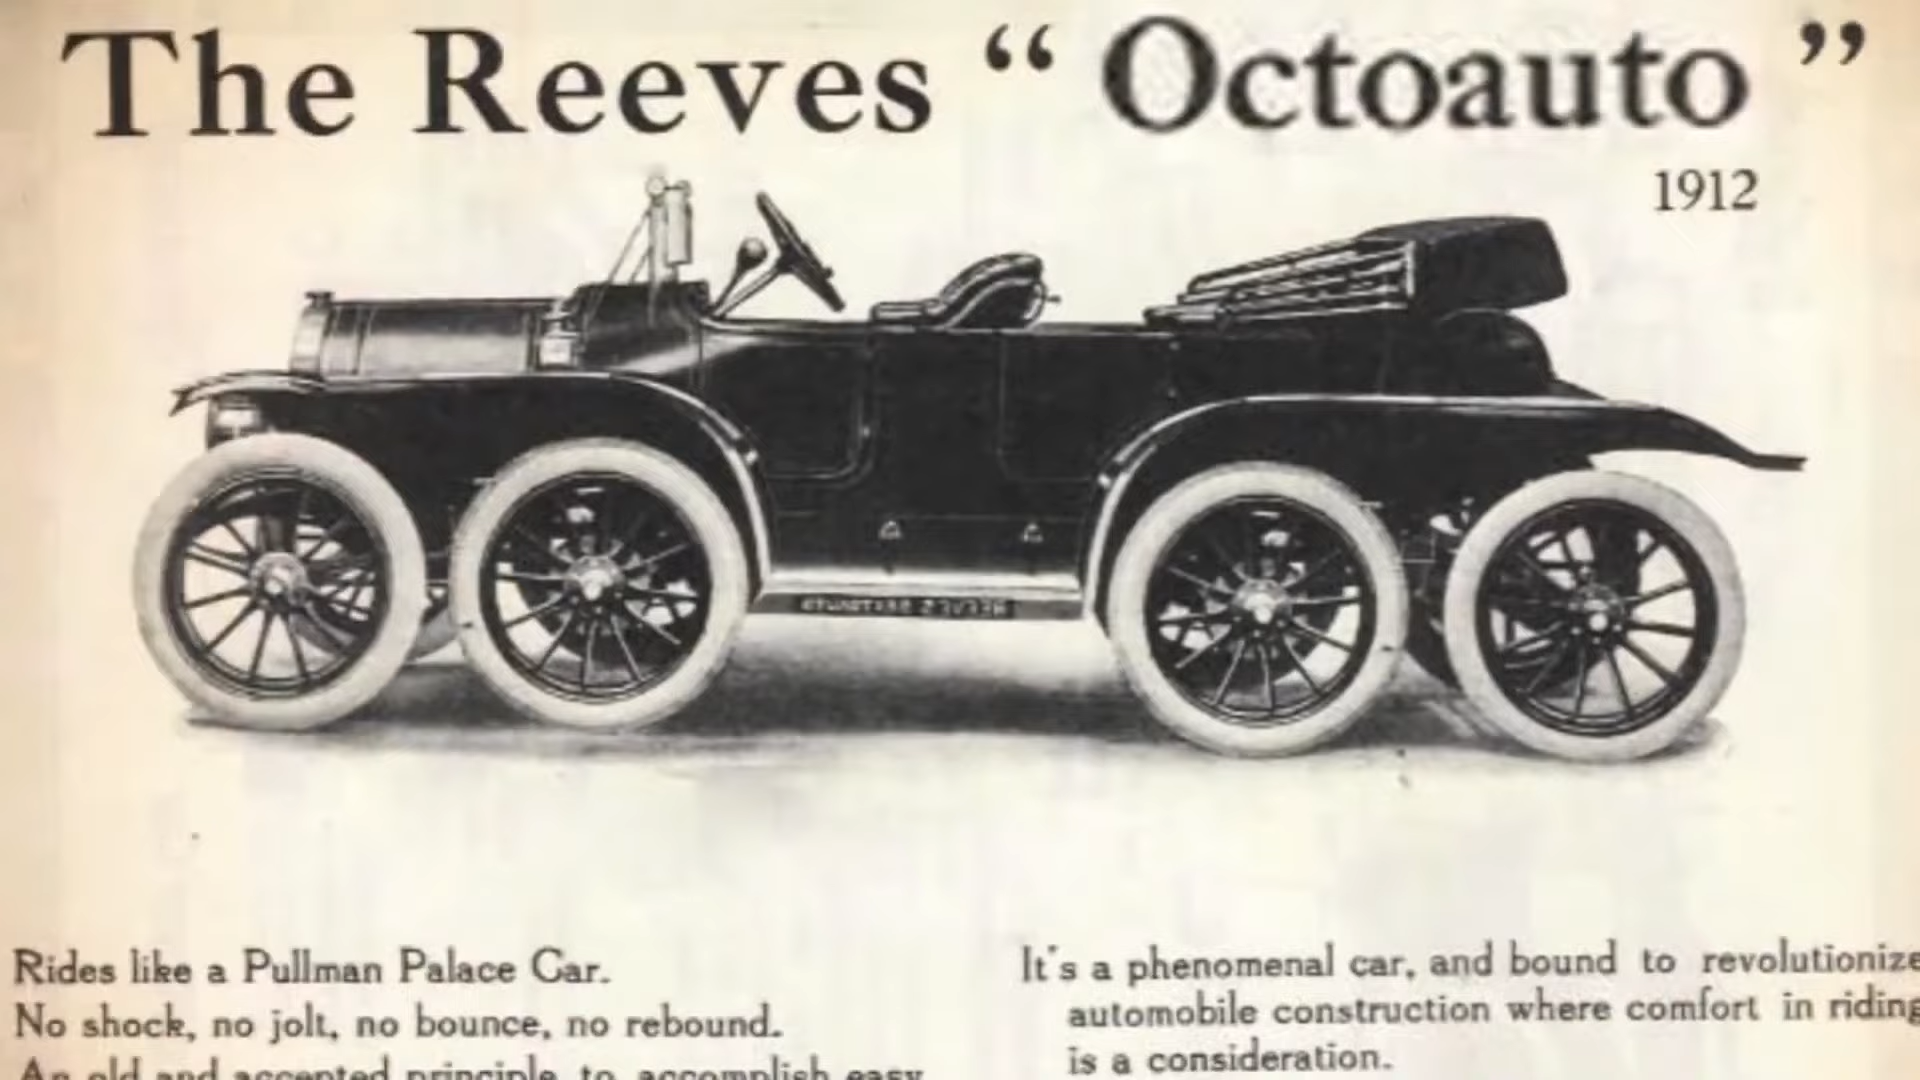 The Reeves “ Octoauto ”
1912
Rides like a Pullman Palace Car.
No shock, no jolt, no bounce, no rebound.
An old and accepted principle to accomplish easy
It's a phenomenal car, and bound to revolutionize
automobile construction where comfort in riding
is a consideration.